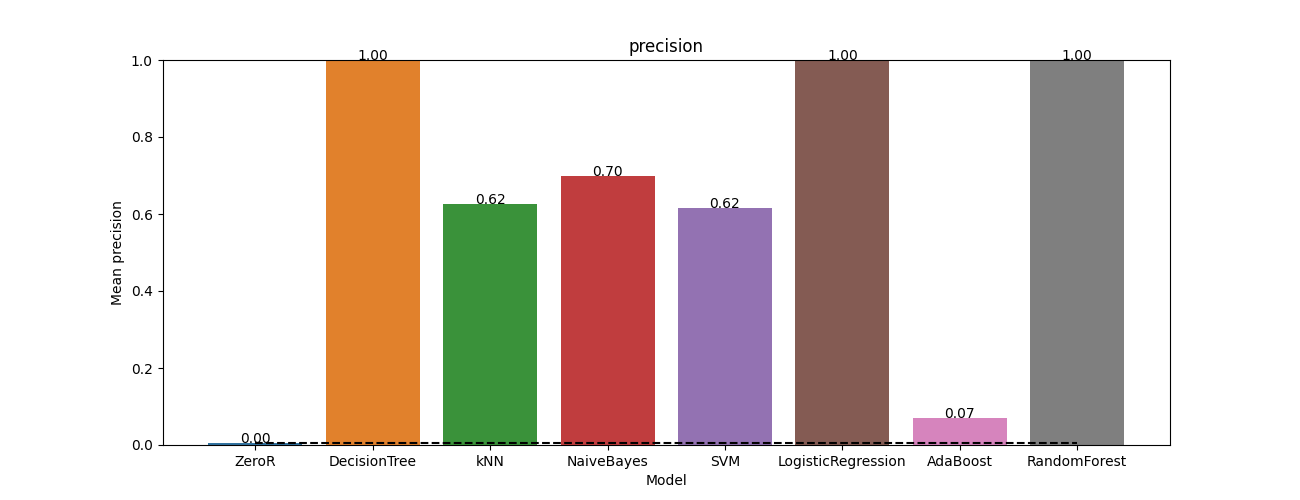 precision
1.00 1.00 1.00
1.0
0.8
0.70
0.62 0.62
0.6
0.4
0.2
0.07
0.00
0.0
Mean precision
ZeroR DecisionTree kNN NaiveBayes SVM LogisticRegression AdaBoost RandomForest
Model